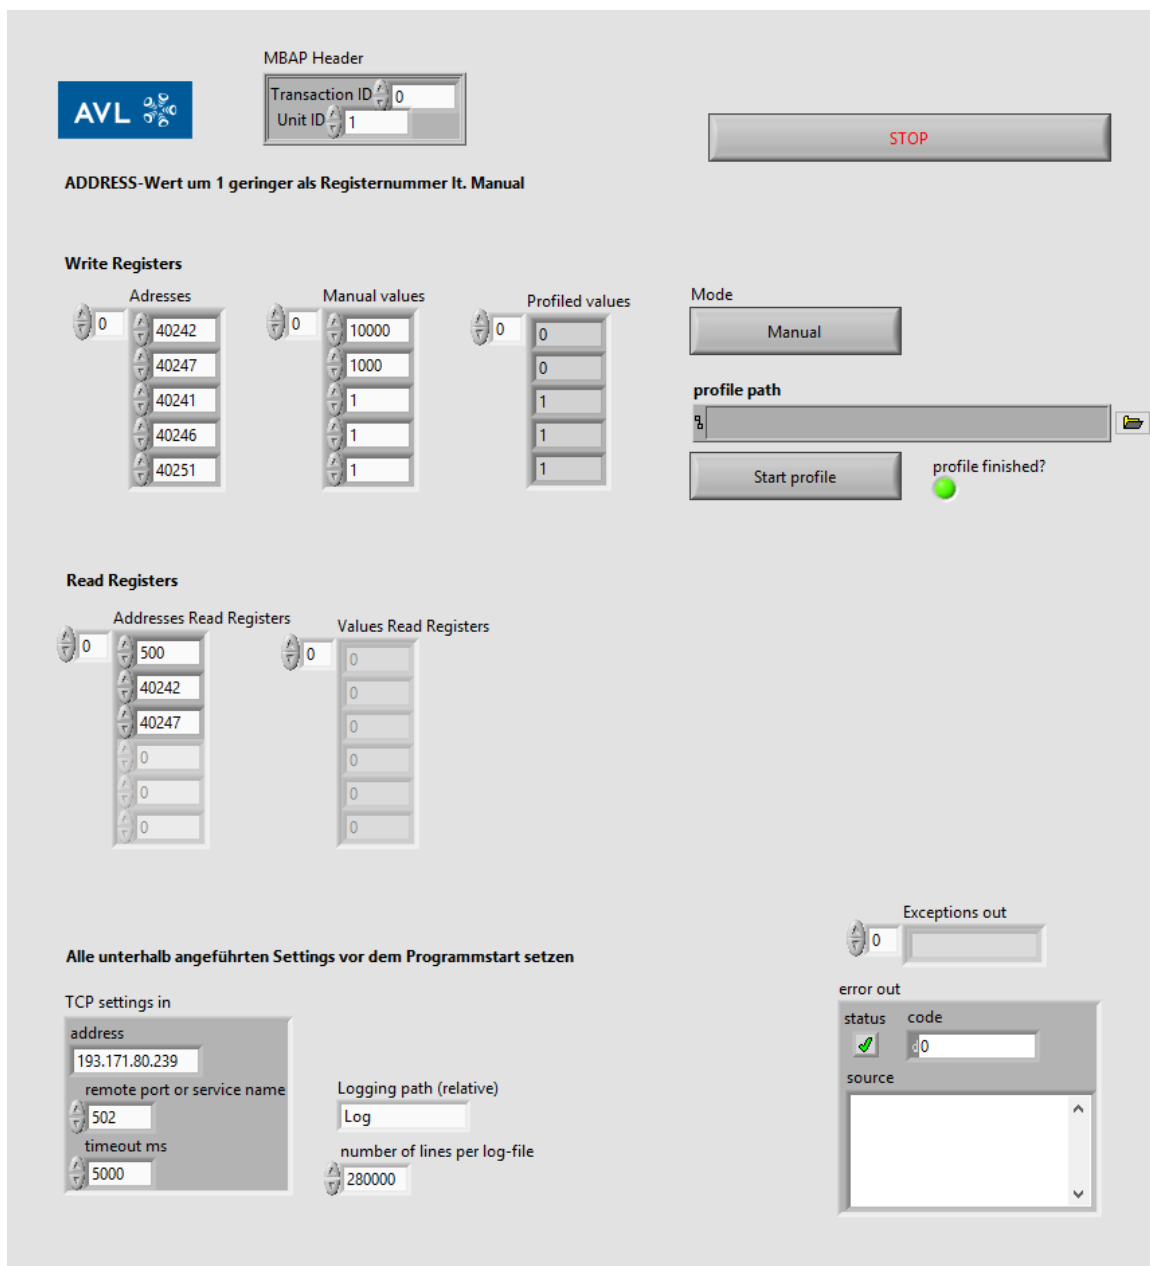 MBAP Header
AVL
Transaction ID 0
Unit ID 1
STOP
ADDRESS-Wert um 1 geringer als Registernummer lt. Manual
Write Registers
Adresses
0
40242
40247
40241
40246
40251
Manual values
0
10000
1000
1
1
1
Profiled values
0
0
0
1
1
1
Mode
Manual
profile path
Start profile
profile finished?
Read Registers
Addresses Read Registers
0
500
40242
40247
0
0
0
Values Read Registers
0
0
0
0
0
0
0
Alle unterhalb angeführten Settings vor dem Programmstart setzen
TCP settings in
address
193.171.80.239
remote port or service name
502
timeout ms
5000
Logging path (relative)
Log
number of lines per log-file
280000
Exceptions out
0
error out
status
code
d0
source